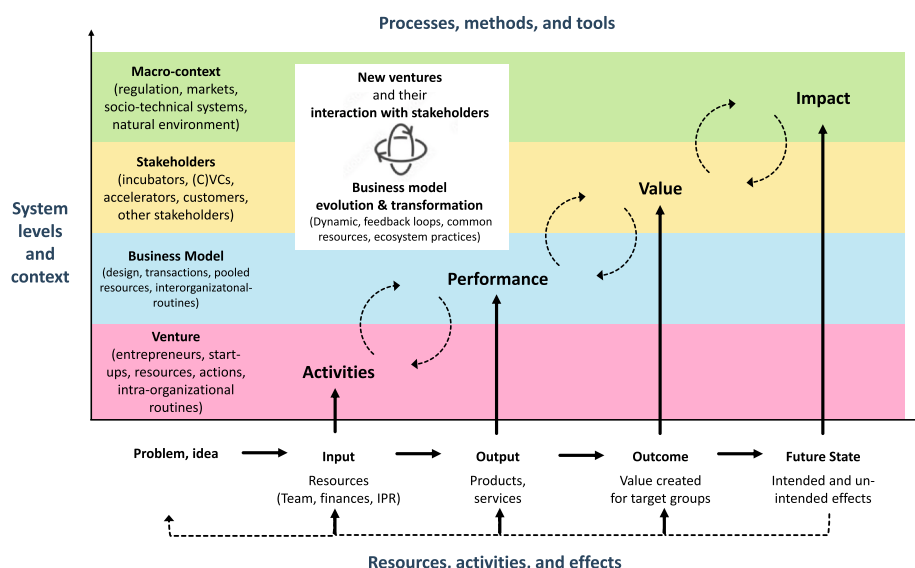 Processes, methods, and tools
Macro-context
(regulation, markets,
socio-technical systems,
natural environment)
New ventures
and their
interaction with stakeholders
Business model
evolution & transformation
(Dynamic, feedback loops, common
resources, ecosystem practices)
Impact
Stakeholders
(incubators, (C)VCs,
accelerators, customers,
other stakeholders)
Value
System
levels
and
context
Business Model
(design, transactions, pooled
resources, interorganizatonal-
routines)
Performance
Venture
(entrepreneurs, start-
ups, resources, actions,
intra-organizational
routines)
Activities
Problem, idea
Input
Resources
(Team, finances, IPR)
Output
Products,
services
Outcome
Value created
for target groups
Future State
Intended and un-
intended effects
Resources, activities, and effects